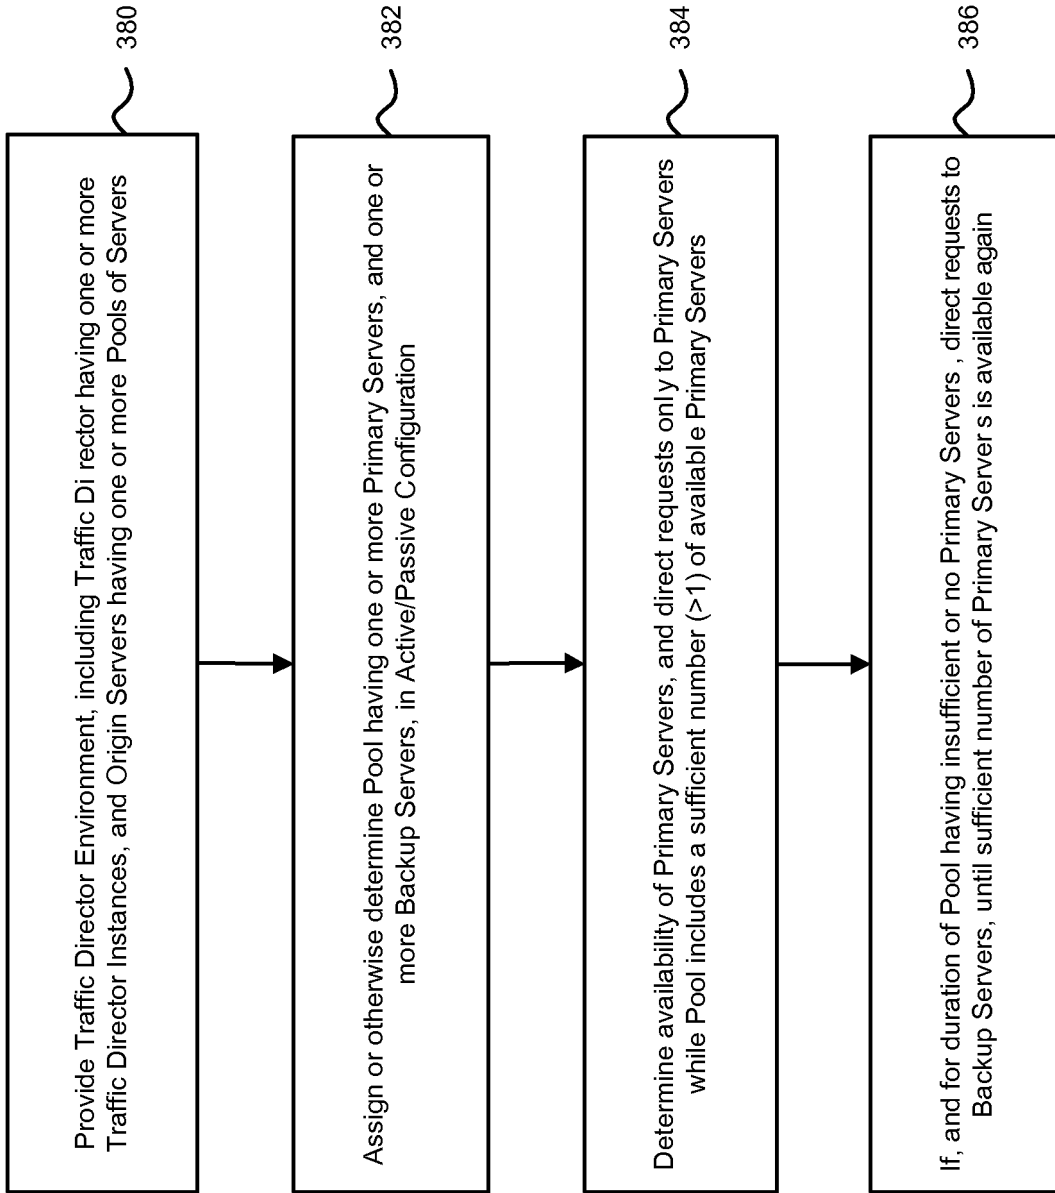 Provide Traffic Director Environment, including Traffic Di rector having one or more
Traffic Director Instances, and Origin Servers having one or more Pools of Servers
380
Assign or otherwise determine Pool having one or more Primary Servers, and one or
more Backup Servers, in Active/Passive Configuration
382
Determine availability of Primary Servers, and direct requests only to Primary Servers
while Pool includes a sufficient number (>1) of available Primary Servers
384
If, and for duration of Pool having insufficient or no Primary Servers , direct requests to
Backup Servers, until sufficient number of Primary Server s is available again
386